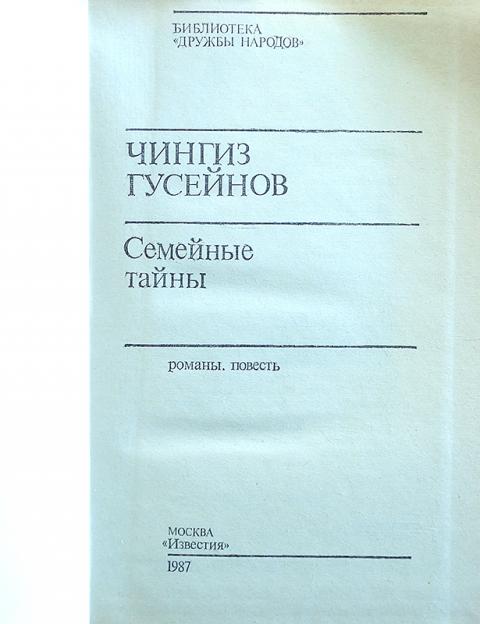 БИБЛИОТЕКА
«ДРУЖБЫ НАРОДОВ»
ЧИНГИЗ
ГУСЕЙНОВ
Семейные
тайны
романы. повесть
МОСКВА
«Известия»
1987